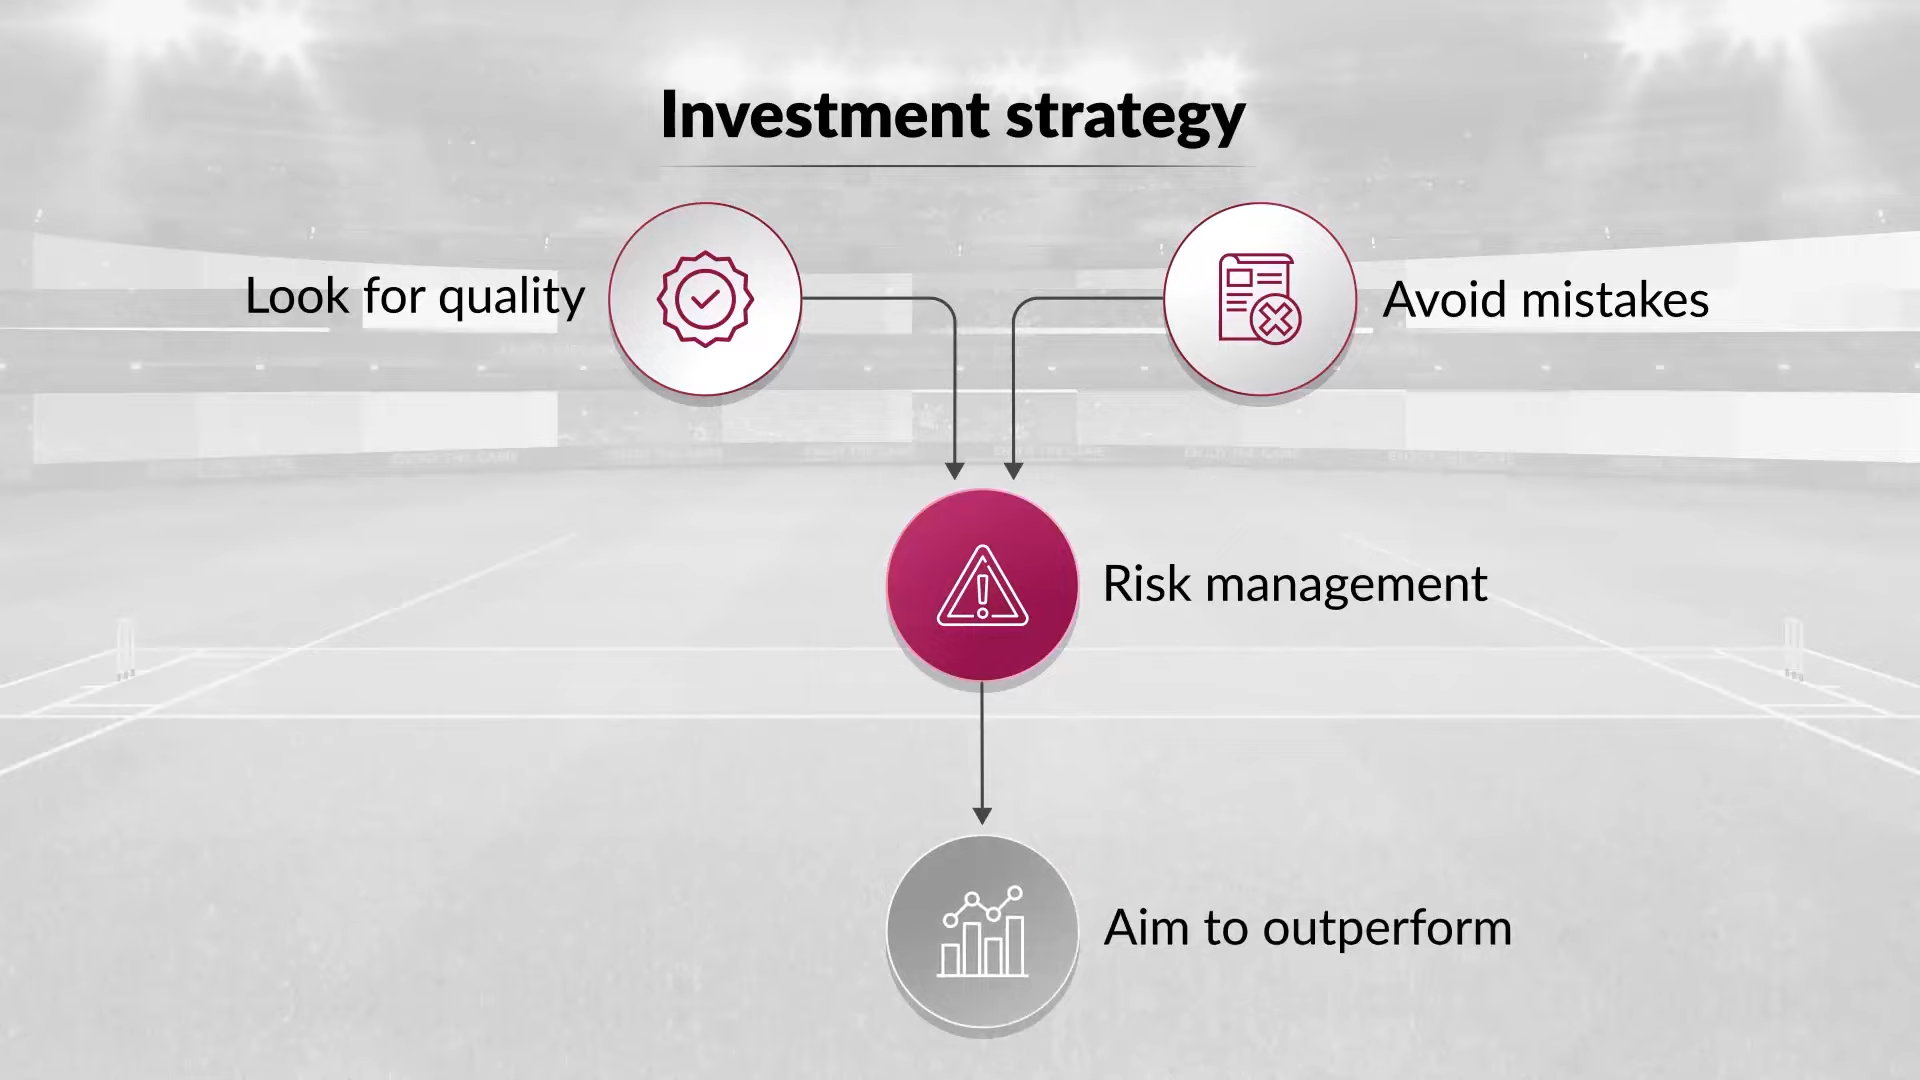 Investment strategy
Look for quality
Avoid mistakes
Risk management
Aim to outperform